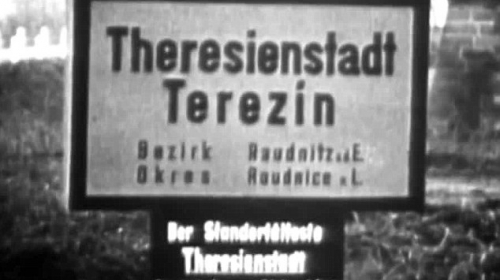 Theresienstadt
Terezín
Bezirk Raudnitz a.d.E.
Okres Roudnice n. L.
Der Standortälteste
Theresienstadt